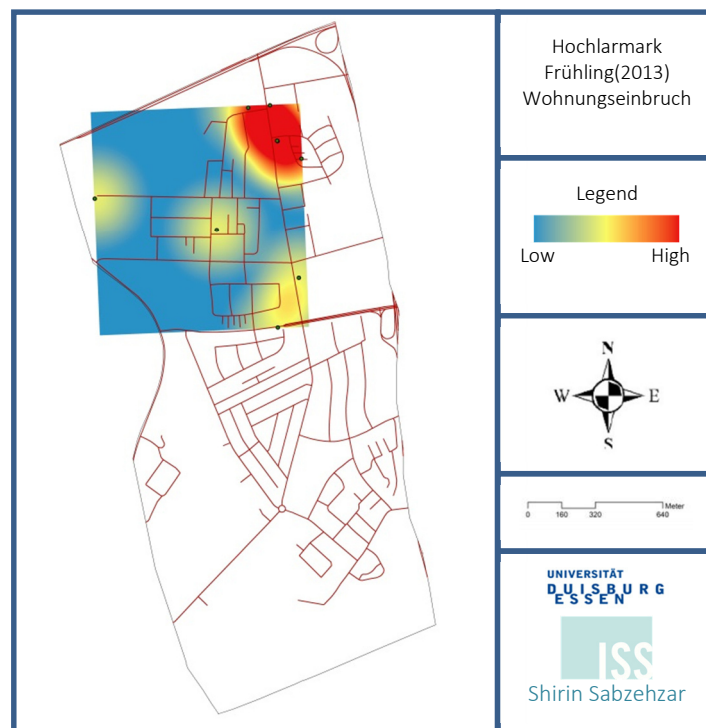 Hochlarmark
Frühling(2013)
Wohnungseinbruch
Legend
Low High
N
W E
S
Meter
0 160 320 640
UNIVERSITÄT
DUISBURG
ESSEN
ISS
Shirin Sabzehzar